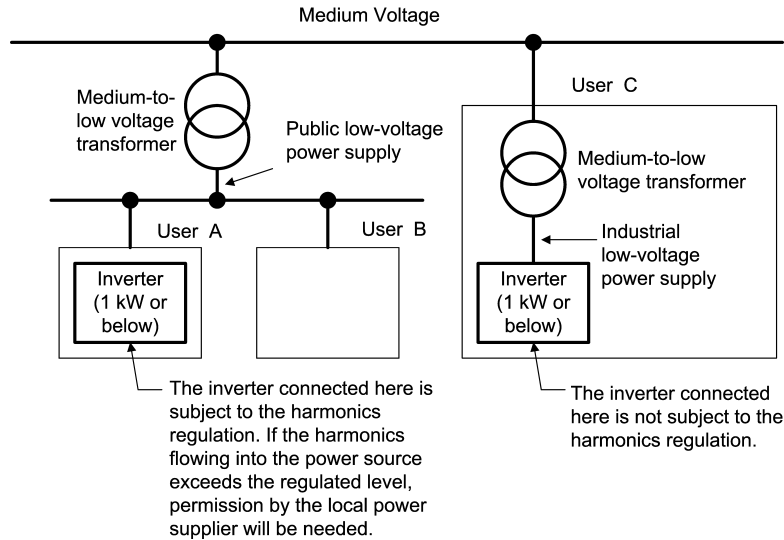 Medium Voltage
Medium-to-
low voltage
transformer
Public low-voltage
power supply
User A
User B
Inverter
(1 kW or
below)
The inverter connected here is
subject to the harmonics
regulation. If the harmonics
flowing into the power source
exceeds the regulated level,
permission by the local power
supplier will be needed.
User C
Medium-to-low
voltage transformer
Industrial
low-voltage
power supply
Inverter
(1 kW or
below)
The inverter connected
here is not subject to the
harmonics regulation.